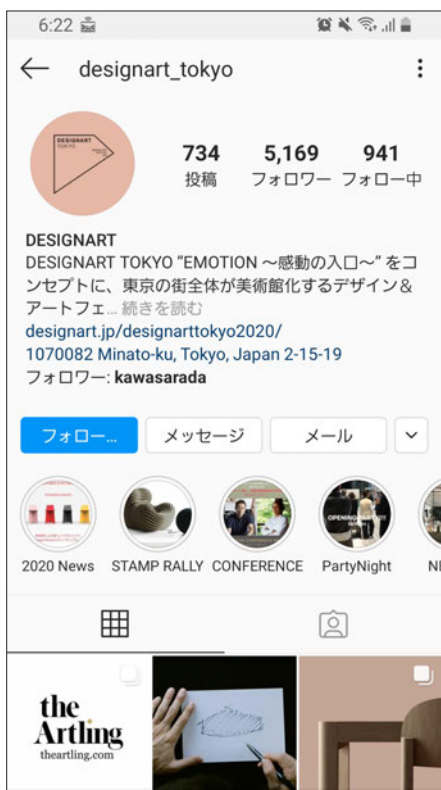 6:22
designart_tokyo
DESIGNART
TOKYO
734 5,169 941
投稿 フォロワー フォロー中
DESIGNART
DESIGNART TOKYO “EMOTION ～感動の入口～” をコ
ンセプトに、東京の街全体が美術館化するデザイン＆
アートフェ... 続きを読む
designart.jp/designarttokyo2020/
1070082 Minato-ku, Tokyo, Japan 2-15-19
フォロワー: kawasarada
フォロー... メッセージ メール
2020 News STAMP RALLY CONFERENCE PartyNight
the
Artling
theartling.com